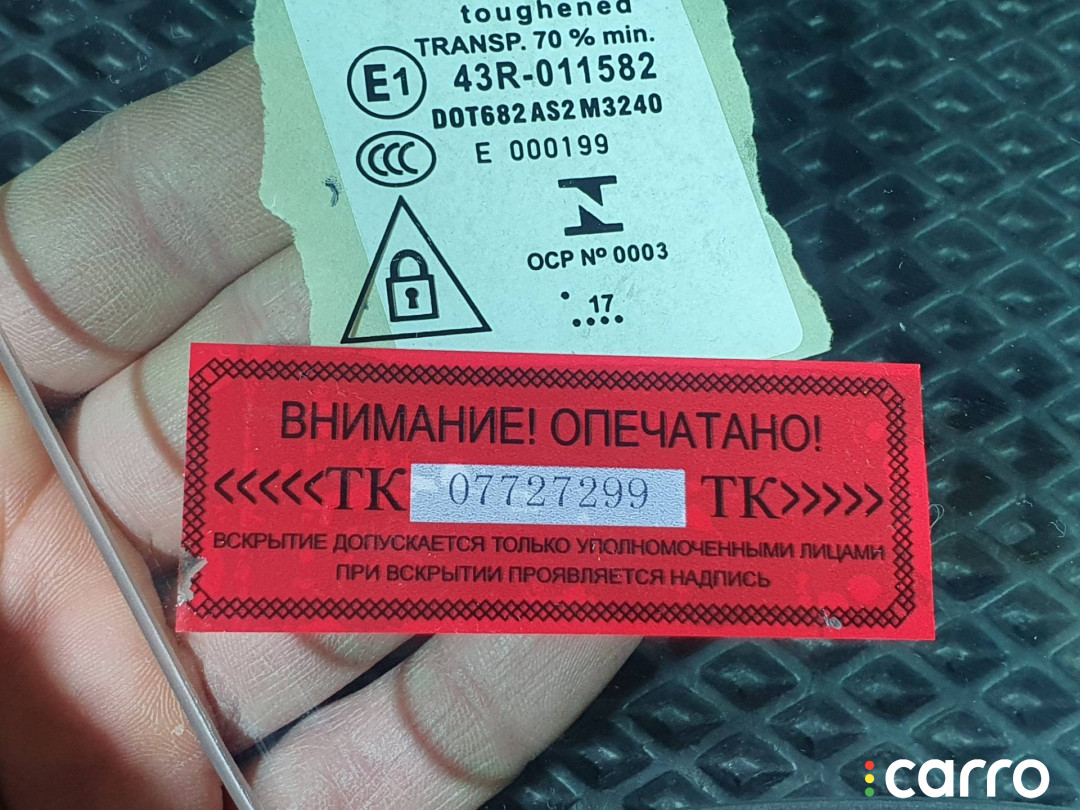 toughened
TRANSP. 70 % min.
E1 43R-011582
DOT682 AS2 M3240
CCC E 000199
OCP Nº 0003
. 17
....
ВНИМАНИЕ! ОПЕЧАТАНО!
<<<<<ТК 07727299 ТК>>>>>
ВСКРЫТИЕ ДОПУСКАЕТСЯ ТОЛЬКО УПОЛНОМОЧЕННЫМИ ЛИЦАМИ
ПРИ ВСКРЫТИИ ПРОЯВЛЯЕТСЯ НАДПИСЬ
carro